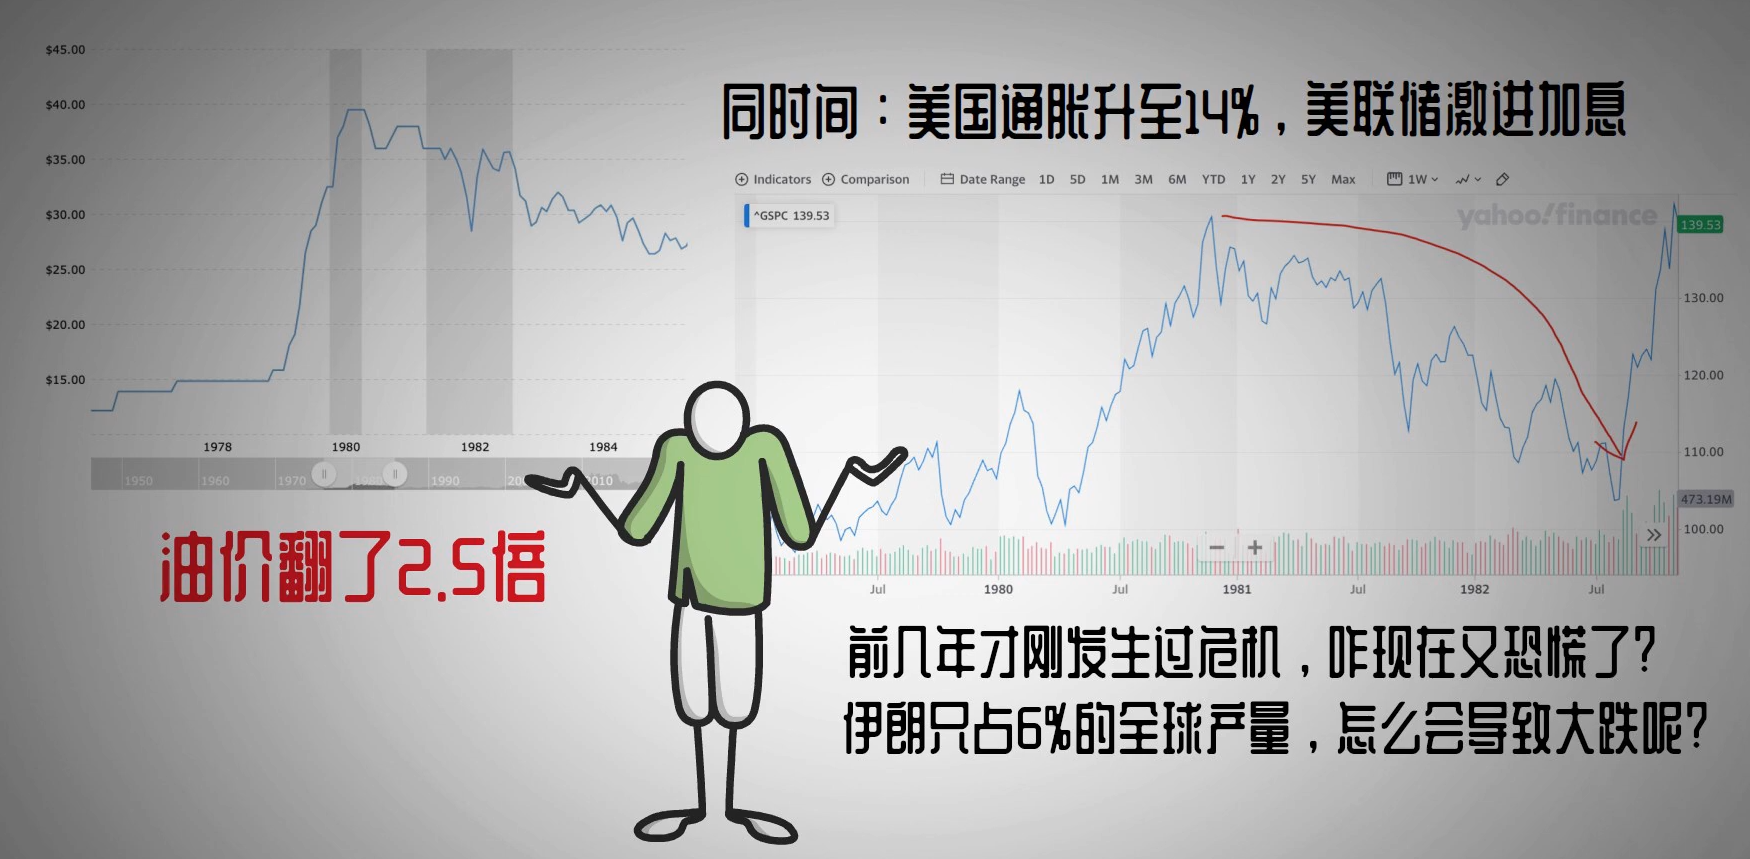 同时间：美国通胀升至14%，美联储激进加息
$45.00
$40.00
$35.00
$30.00
$25.00
$20.00
$15.00
1978 1980 1982 1984
1950 1960 1970 1980 1990 2010
Indicators Comparison Date Range 1D 5D 1M 3M 6M YTD 1Y 2Y 5Y Max 1W
^GSPC 139.53
yahoo!finance
139.53
130.00
120.00
110.00
473.19M
100.00
Jul 1980 Jul 1981 Jul 1982 Jul
油价翻了2.5倍
前几年才刚发生过危机，咋现在又恐慌了？
伊朗只占6%的全球产量，怎么会导致大跌呢？